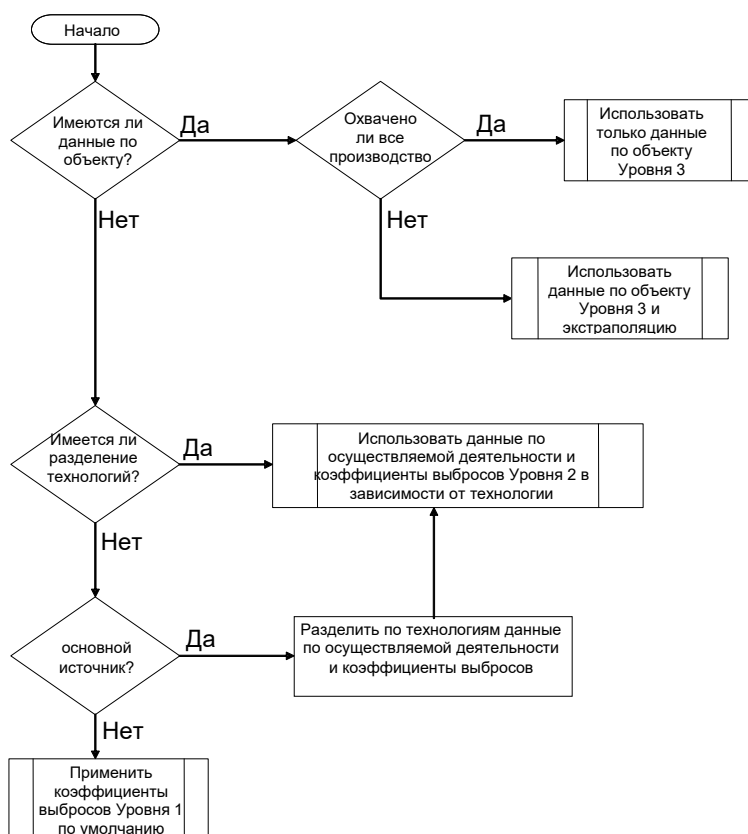 Начало
Имеются ли
данные по
объекту?
Да
Охвачено
ли все
производство
Да
Использовать
только данные
по объекту
Уровня 3
Нет
Нет
Использовать
данные по объекту
Уровня 3 и
экстраполяцию
Имеется ли
разделение
технологий?
Да
Использовать данные по
осуществляемой деятельности и
коэффициенты выбросов Уровня 2 в
зависимости от технологии
Нет
основной
источник?
Да
Разделить по технологиям данные
по осуществляемой деятельности
и коэффициенты выбросов
Нет
Применить
коэффициенты
выбросов Уровня 1
по умолчанию